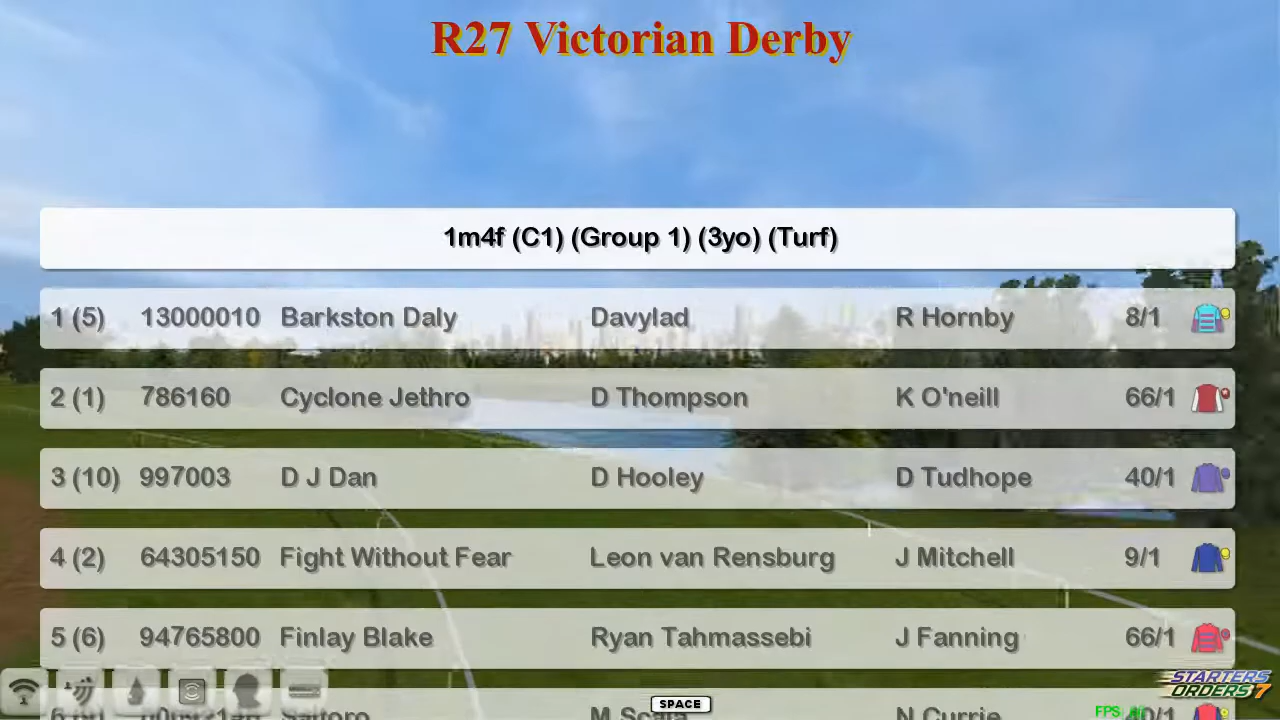 R27 Victorian Derby
1m4f (C1) (Group 1) (3yo) (Turf)
1 (5) 13000010 Barkston Daly Davylad R Hornby 8/1
2 (1) 786160 Cyclone Jethro D Thompson K O'neill 66/1
3 (10) 997003 D J Dan D Hooley D Tudhope 40/1
4 (2) 64305150 Fight Without Fear Leon van Rensburg J Mitchell 9/1
5 (6) 94765800 Finlay Blake Ryan Tahmassebi J Fanning 66/1
STARTERS
ORDERS 7
SPACE
M Scala N Currie
FPS: